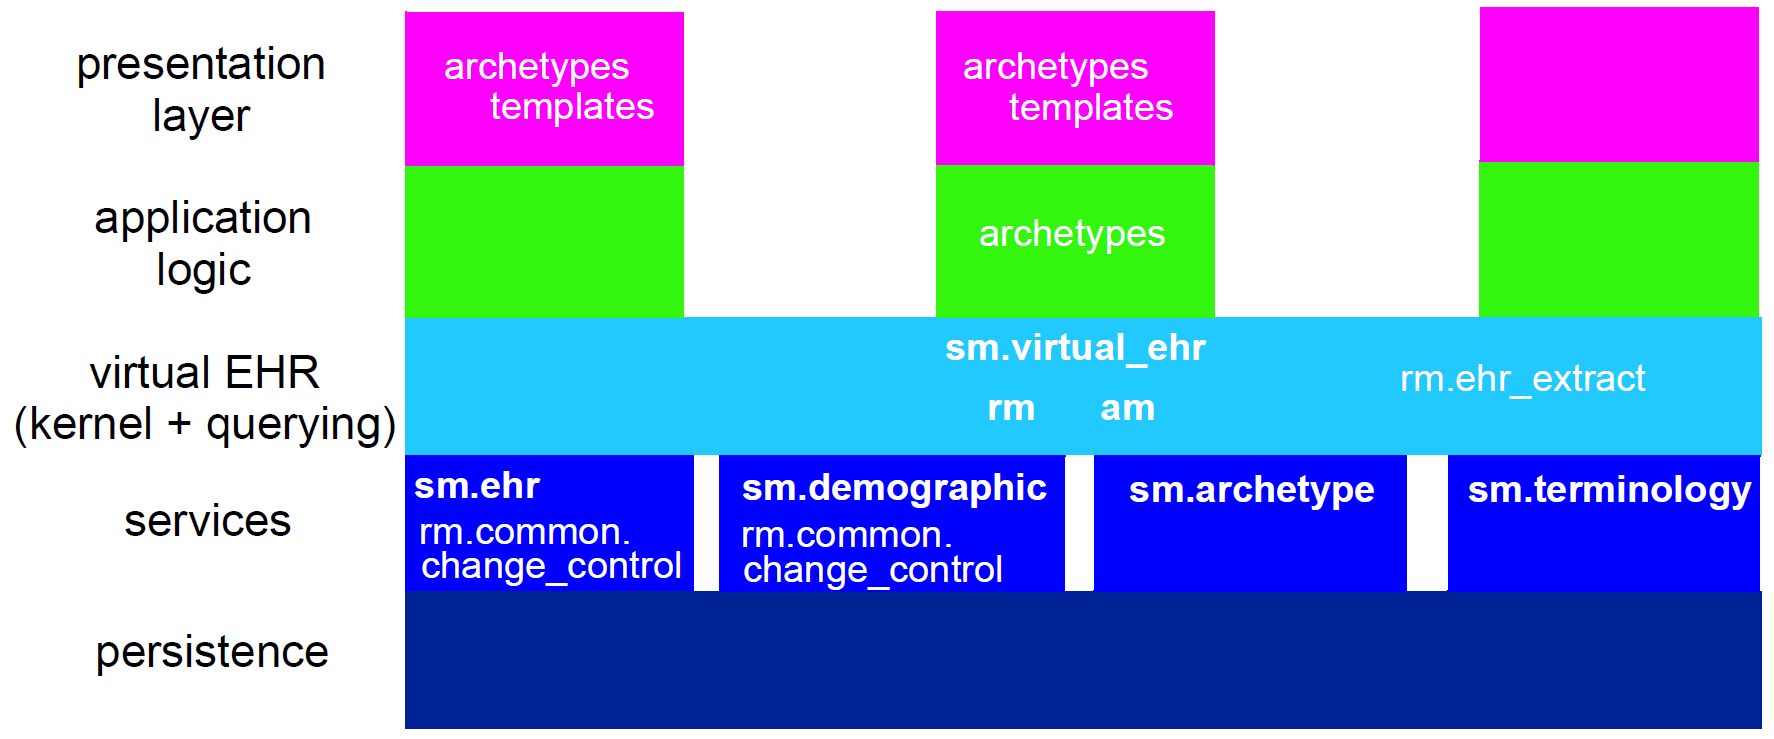 presentation
layer
archetypes
templates
archetypes
templates
application
logic
archetypes
virtual EHR
(kernel + querying)
sm.virtual_ehr
rm am
rm.ehr_extract
services
sm.ehr
rm.common.
change_control
sm.demographic
rm.common.
change_control
sm.archetype
sm.terminology
persistence